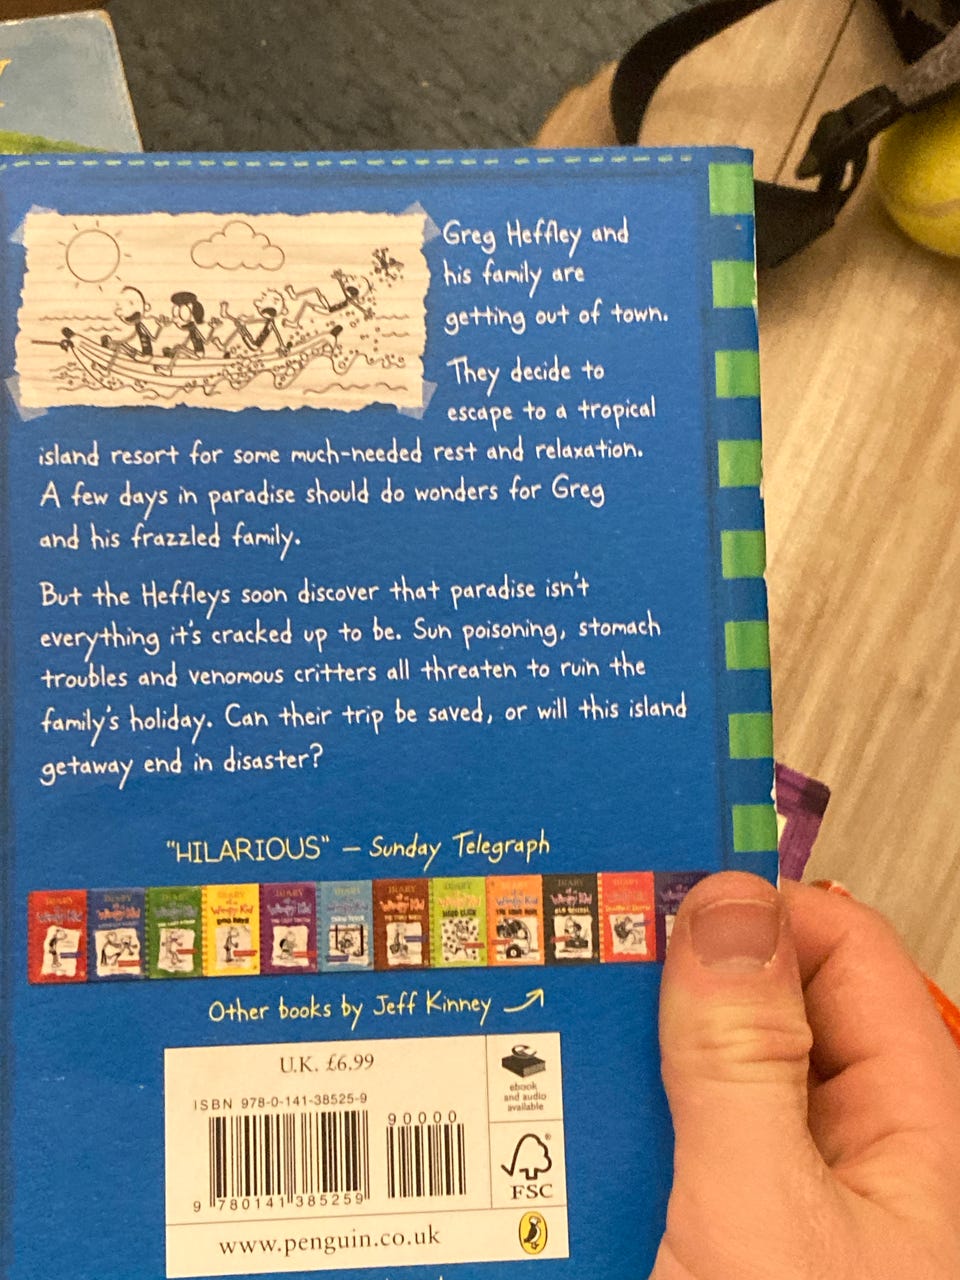 Greg Heffley and
his family are
getting out of town.
They decide to
escape to a tropical
island resort for some much-needed rest and relaxation.
A few days in paradise should do wonders for Greg
and his frazzled family.
But the Heffleys soon discover that paradise isn't
everything it's cracked up to be. Sun poisoning, stomach
troubles and venomous critters all threaten to ruin the
family's holiday. Can their trip be saved, or will this island
getaway end in disaster?
"HILARIOUS" – Sunday Telegraph
Other books by Jeff Kinney
U.K. £6.99
ISBN 978-0-141-38525-9
90000
9 780141 385259
ebook
and audio
available
FSC
www.penguin.co.uk